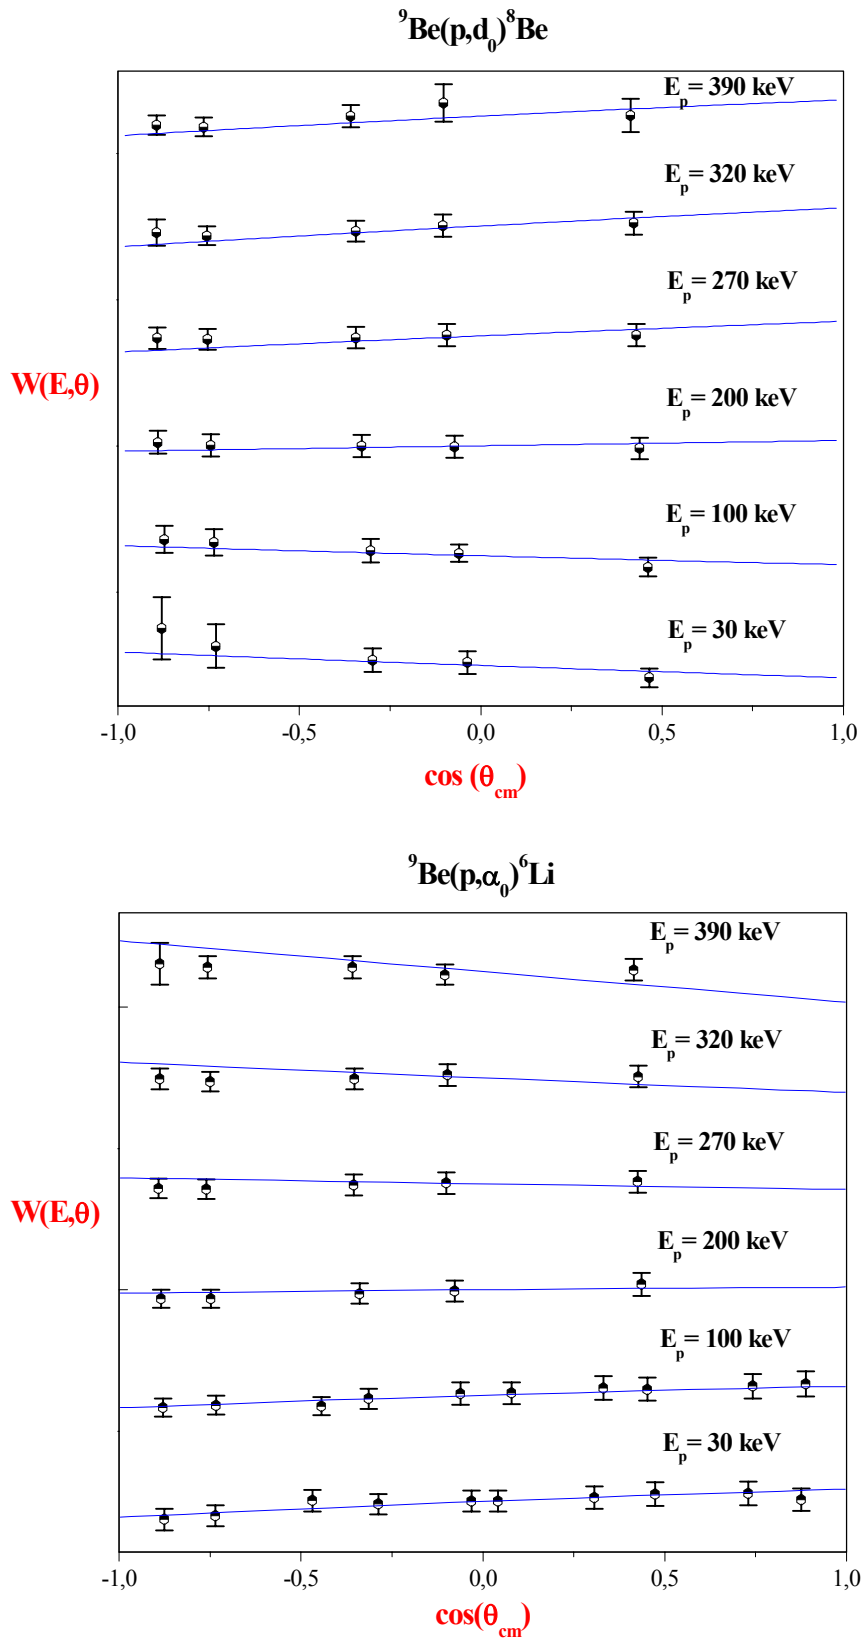 ⁹Be(p,d₀)⁸Be
Eₚ= 390 keV
Eₚ= 320 keV
Eₚ= 270 keV
W(E,θ)
Eₚ= 200 keV
Eₚ= 100 keV
Eₚ= 30 keV
-1,0 -0,5 0,0 0,5 1,0
cos (θcm)
⁹Be(p,α₀)⁶Li
Eₚ= 390 keV
Eₚ= 320 keV
Eₚ= 270 keV
W(E,θ)
Eₚ= 200 keV
Eₚ= 100 keV
Eₚ= 30 keV
-1,0 -0,5 0,0 0,5 1,0
cos(θcm)